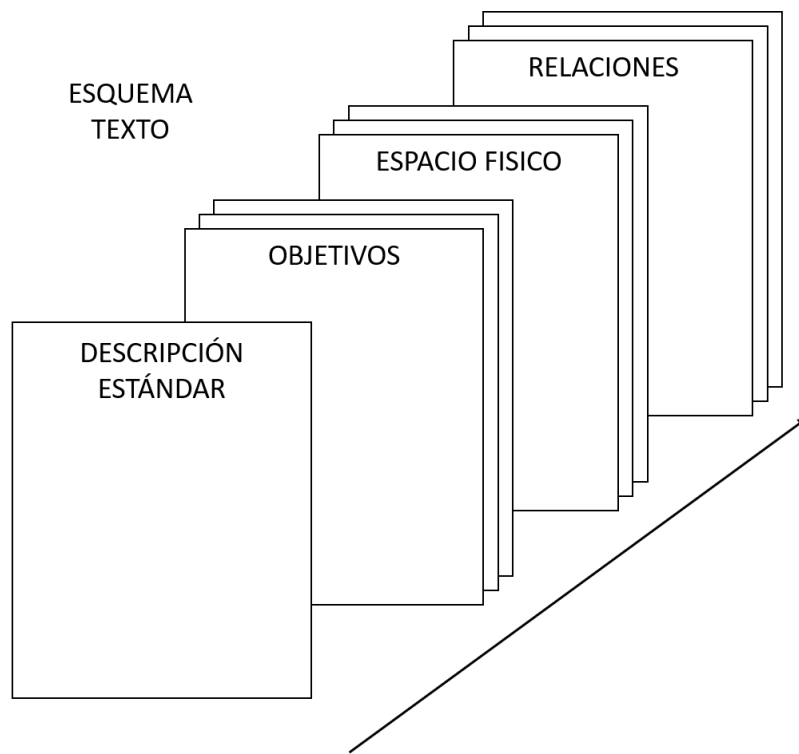 ESQUEMA
TEXTO
RELACIONES
ESPACIO FISICO
OBJETIVOS
DESCRIPCIÓN
ESTÁNDAR